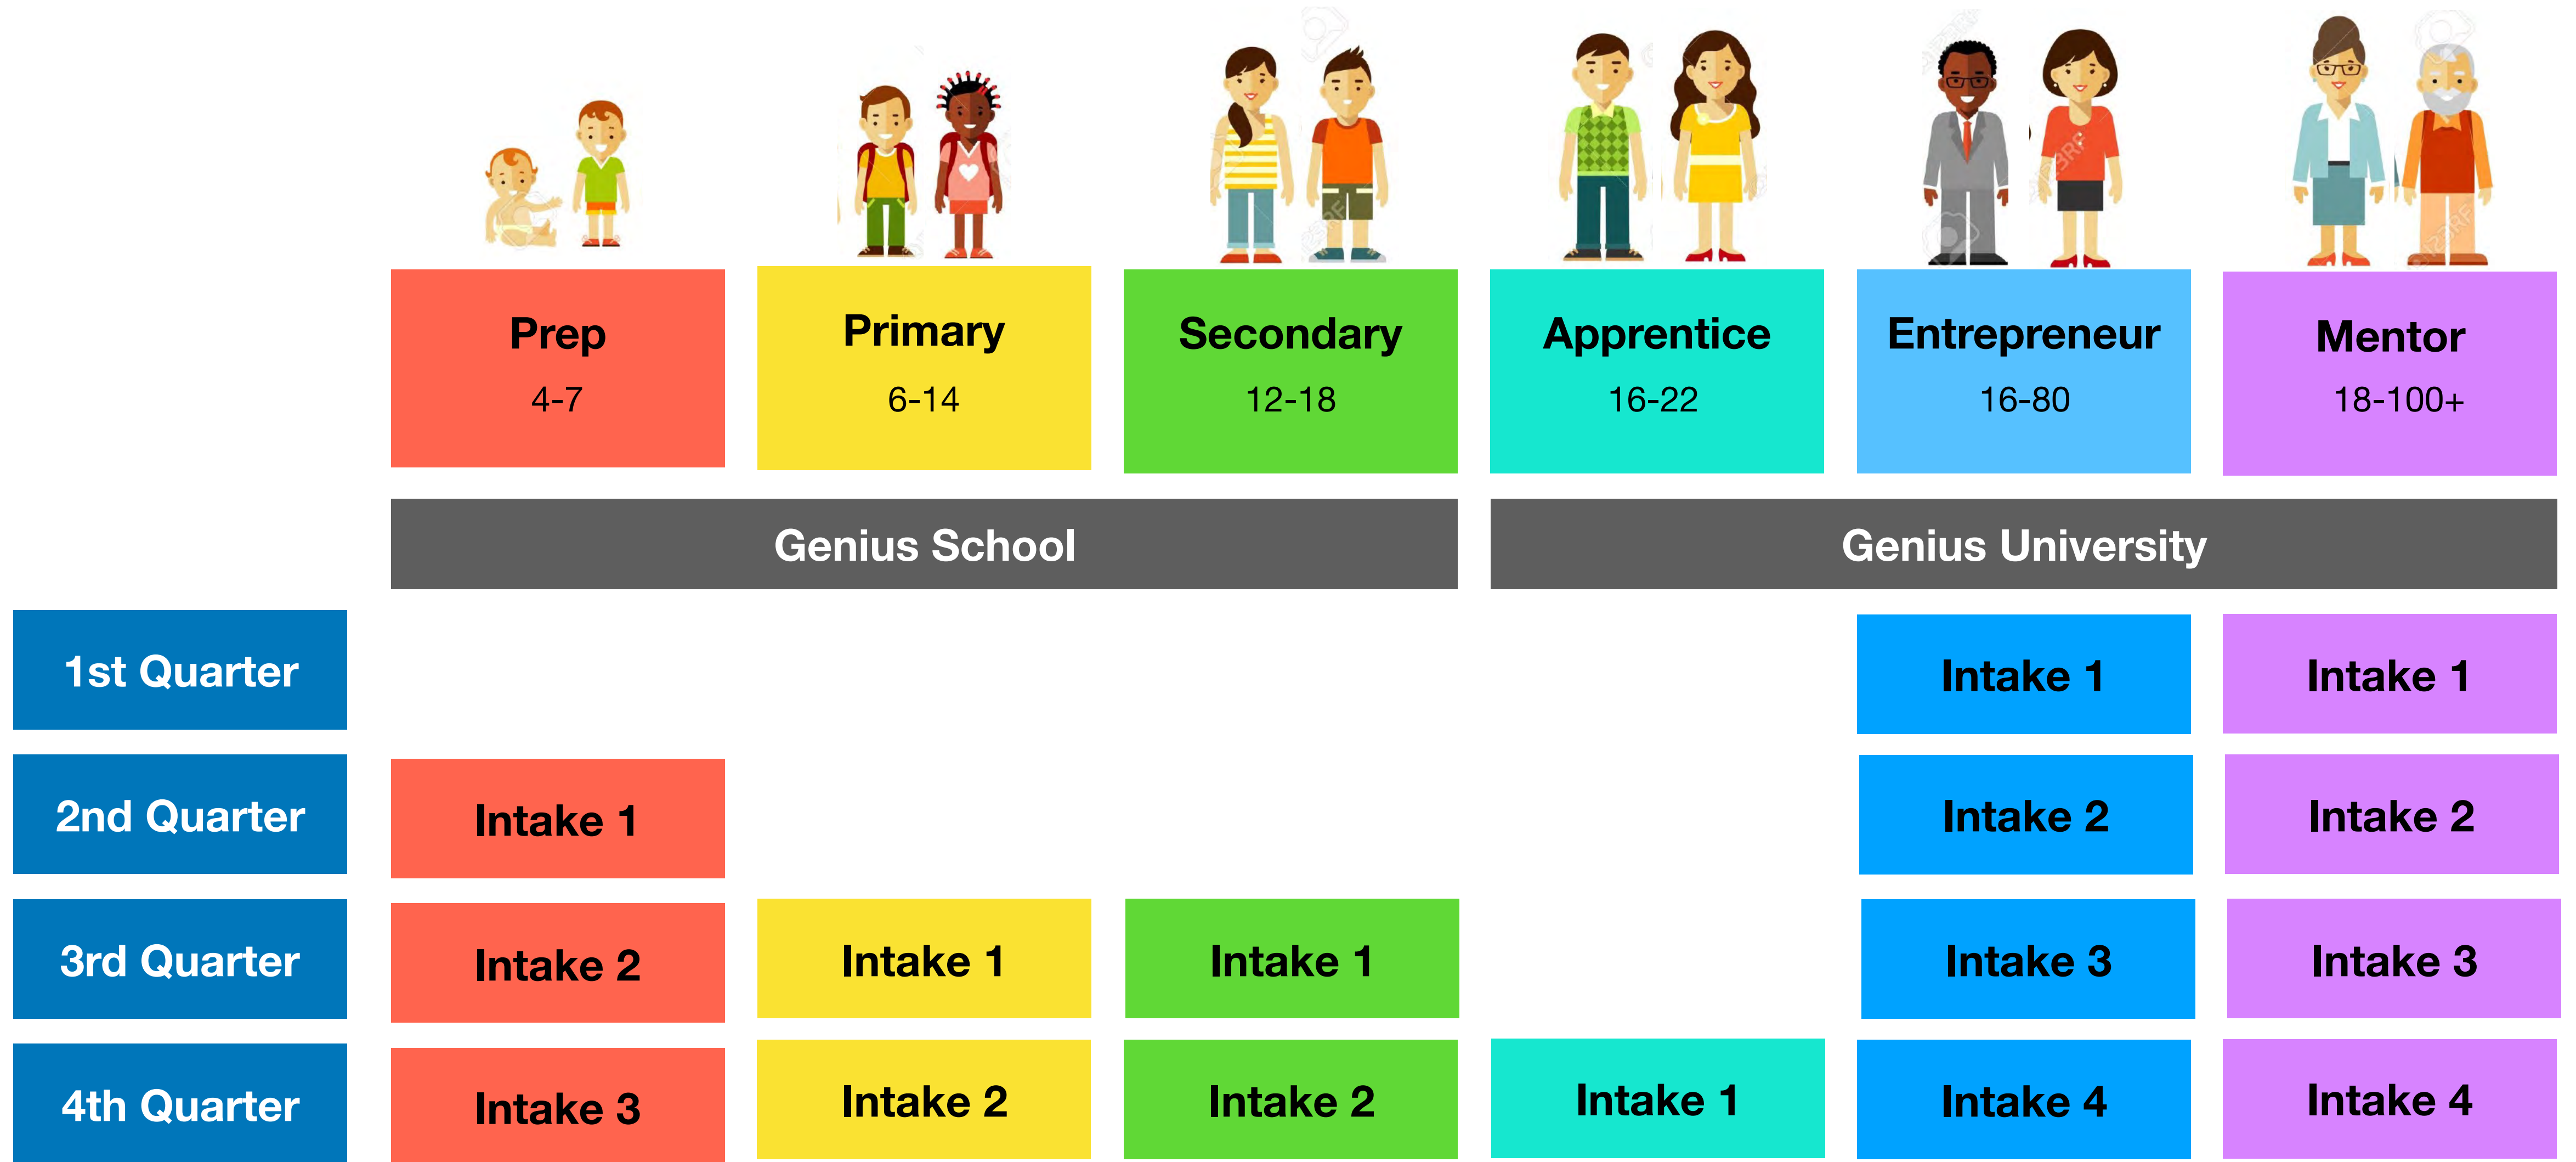 Prep
4-7
Primary
6-14
Secondary
12-18
Apprentice
16-22
Entrepreneur
16-80
Mentor
18-100+
Genius School
Genius University
1st Quarter
Intake 1
Intake 1
2nd Quarter
Intake 1
Intake 2
Intake 2
3rd Quarter
Intake 2
Intake 1
Intake 1
Intake 3
Intake 3
4th Quarter
Intake 3
Intake 2
Intake 2
Intake 1
Intake 4
Intake 4